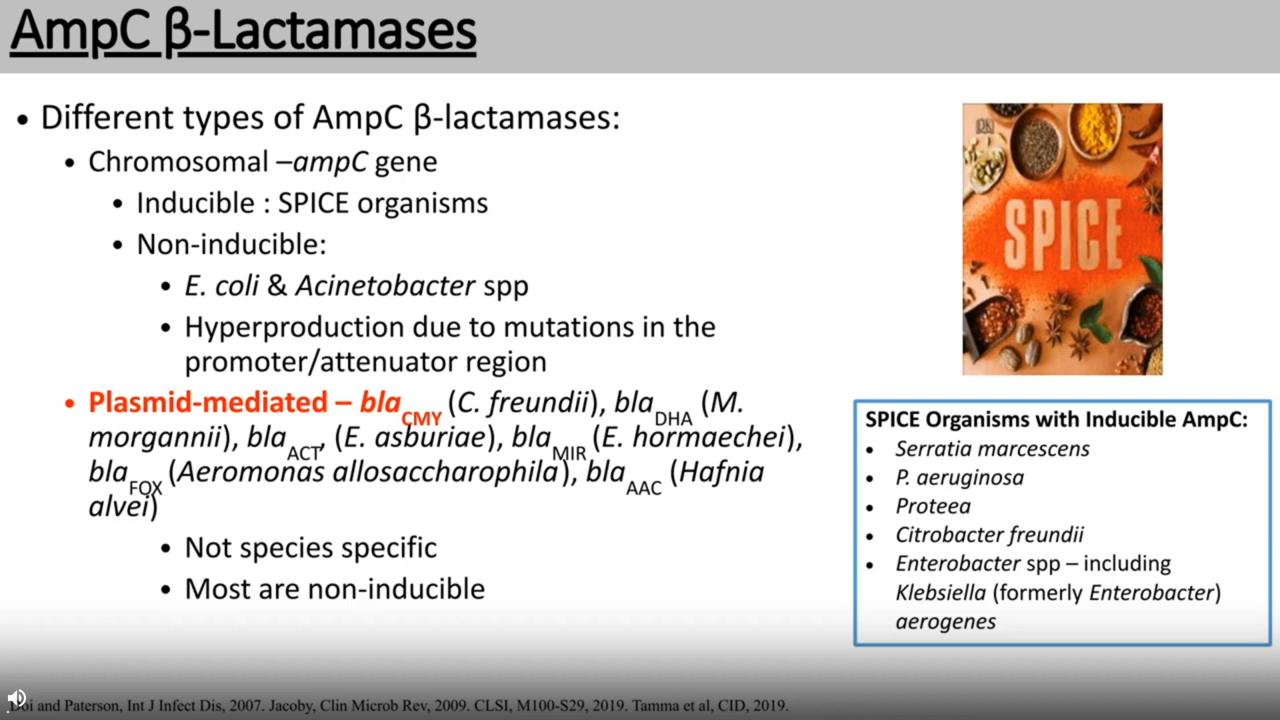 AmpC β-Lactamases
• Different types of AmpC β-lactamases:
• Chromosomal –ampC gene
• Inducible : SPICE organisms
• Non-inducible:
• E. coli & Acinetobacter spp
• Hyperproduction due to mutations in the
promoter/attenuator region
• Plasmid-mediated – blaCMY (C. freundii), blaDHA (M.
morgannii), blaACT, (E. asburiae), blaMIR (E. hormaechei),
blaFOX (Aeromonas allosaccharophila), blaAAC (Hafnia
alvei)
• Not species specific
• Most are non-inducible
DK
SPICE
SPICE Organisms with Inducible AmpC:
• Serratia marcescens
• P. aeruginosa
• Proteea
• Citrobacter freundii
• Enterobacter spp – including
Klebsiella (formerly Enterobacter)
aerogenes
Doi and Paterson, Int J Infect Dis, 2007. Jacoby, Clin Microb Rev, 2009. CLSI, M100-S29, 2019. Tamma et al, CID, 2019.